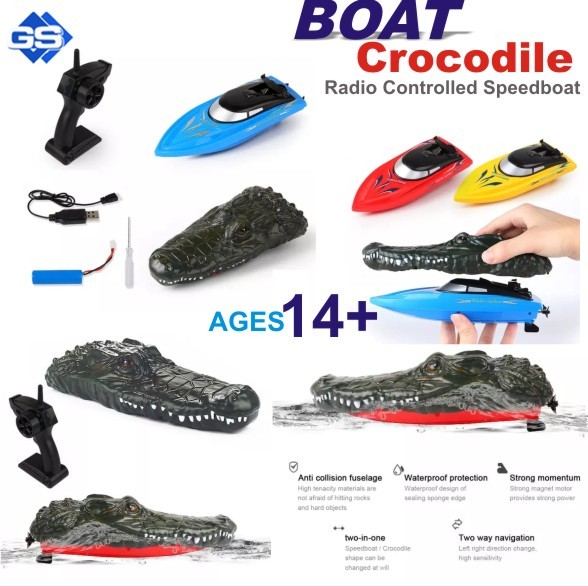 GS
BOAT
Crocodile
Radio Controlled Speedboat
AGES 14+
Anti collision fuselage
High tenacity materials are
not afraid of hitting rocks
and hard objects
Waterproof protection
Waterproof design of
sealing sponge edge
Strong momentum
Strong magnet motor
provides strong power
two-in-one
Speedboat / Crocodile
shape can be
changed at will
Two way navigation
Left right direction change,
high sensitivity